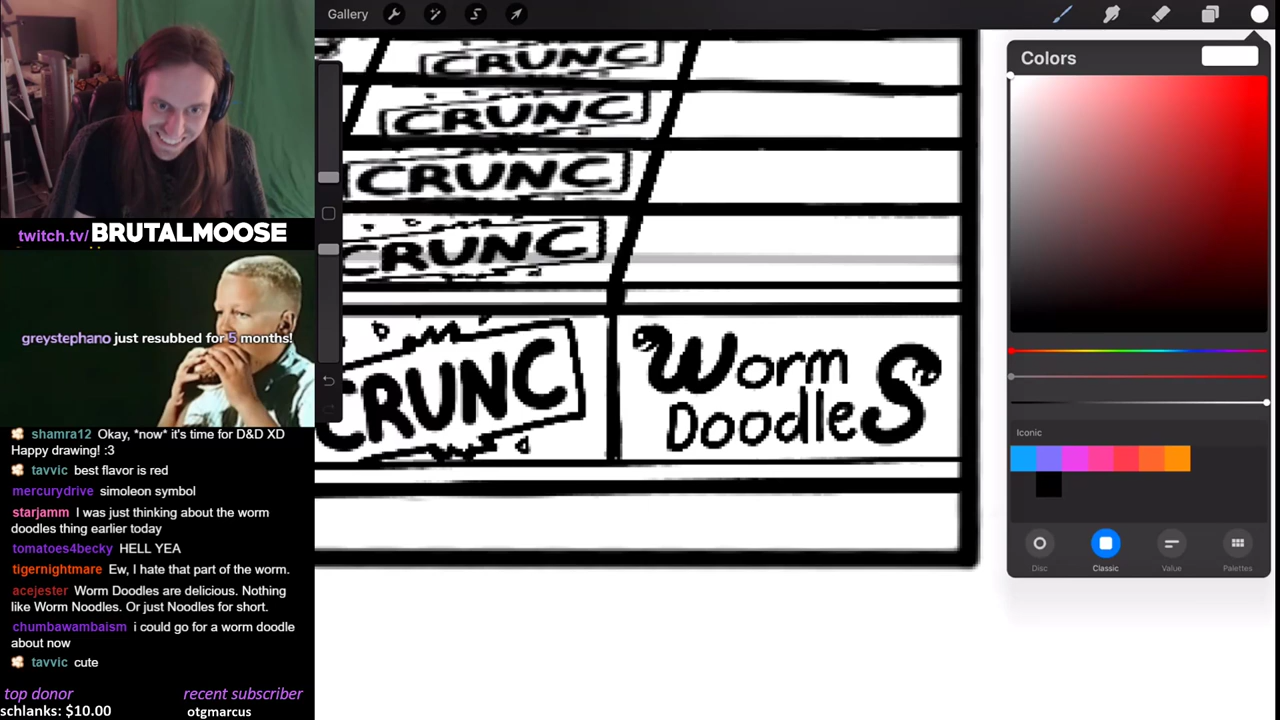 Gallery
Colors
CRUNC
CRUNC
CRUNC
CRUNC
CRUNC
Worm
DoodleS
twitch.tv/BRUTALMOOSE
greystephano just resubbed for 5 months!
shamra12 Okay, *now* it's time for D&D XD
Happy drawing! :3
tavvic best flavor is red
mercurydrive simoleon symbol
starjamm I was just thinking about the worm
doodles thing earlier today
tomatoes4becky HELL YEA
tigernightmare Ew, I hate that part of the worm.
acejester Worm Doodles are delicious. Nothing
like Worm Noodles. Or just Noodles for short.
chumbawambaism i could go for a worm doodle
about now
tavvic cute
top donor
schlanks: $10.00
recent subscriber
otgmarcus
Iconic
Disc
Classic
Value
Palettes